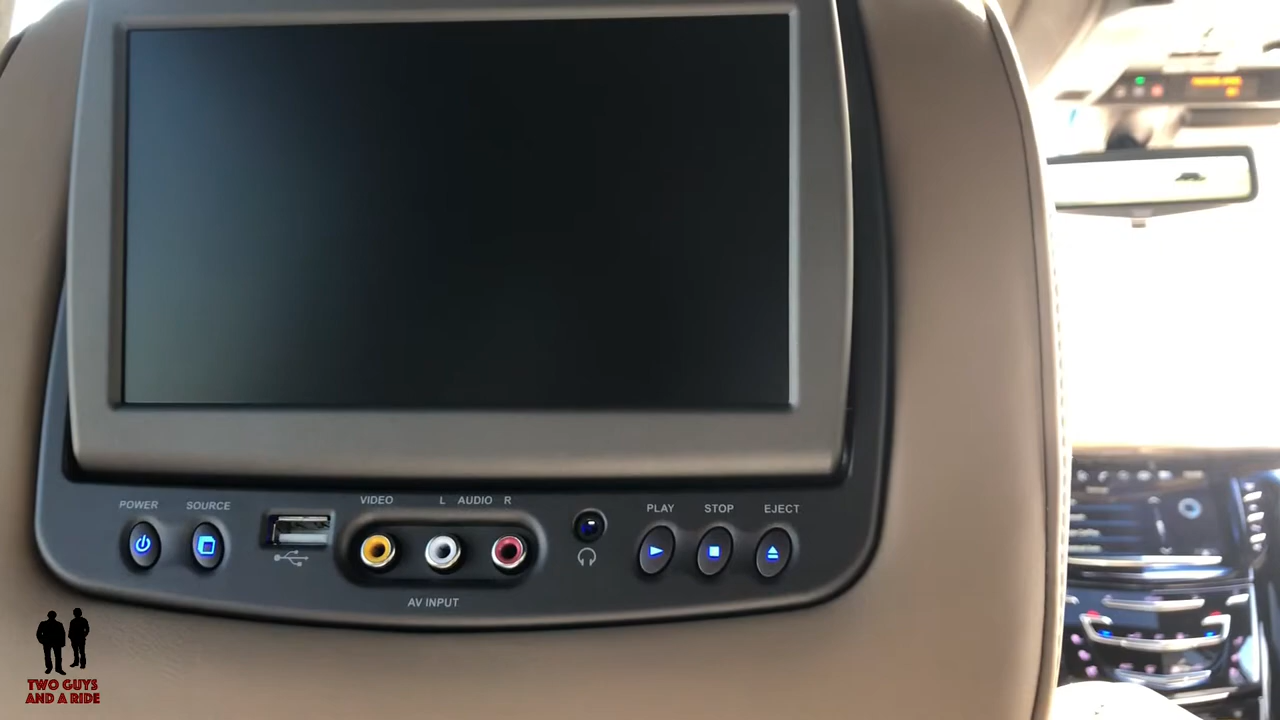 POWER
SOURCE
VIDEO
L AUDIO R
PLAY
STOP
EJECT
AV INPUT
TWO GUYS
AND A RIDE